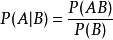 P(A|B) = P(AB) / P(B)